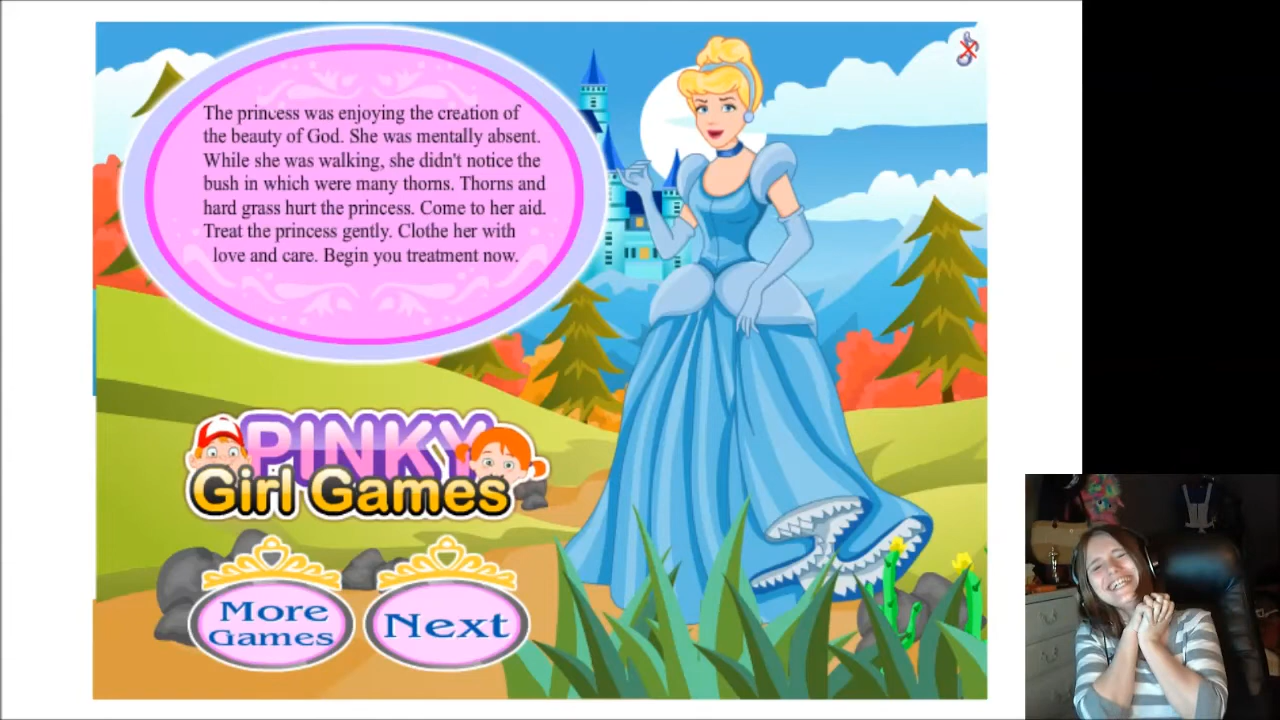 The princess was enjoying the creation of
the beauty of God. She was mentally absent.
While she was walking, she didn't notice the
bush in which were many thorns. Thorns and
hard grass hurt the princess. Come to her aid.
Treat the princess gently. Clothe her with
love and care. Begin you treatment now.
PINKY
Girl Games
More
Games
Next